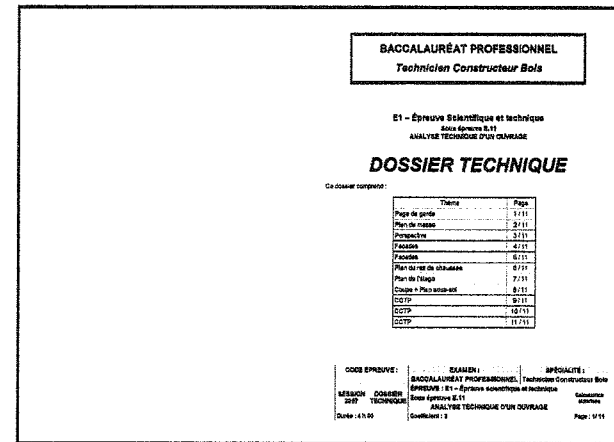 BACCALAURÉAT PROFESSIONNEL
Technicien Constructeur Bois
E1 – Épreuve Scientifique et technique
Sous épreuve E.11
ANALYSE TECHNIQUE D'UN OUVRAGE
DOSSIER TECHNIQUE
Ce dossier comprend :
Thème Page
Page de garde 1 / 11
Plan de masse 2 / 11
Perspective 3 / 11
Façades 4 / 11
Façades 5 / 11
Plan du rez de chaussée 6 / 11
Plan de l'étage 7 / 11
Coupe + Plan sous-sol 8 / 11
CCTP 9 / 11
CCTP 10 / 11
CCTP 11 / 11
CODE EPREUVE : EXAMEN : SPÉCIALITÉ :
BACCALAURÉAT PROFESSIONNEL Technicien Constructeur Bois
SESSION DOSSIER TECHNIQUE
ÉPREUVE : E1 – Épreuve scientifique et technique
Sous épreuve E.11
ANALYSE TECHNIQUE D'UN OUVRAGE
Calculatrice autorisée
Durée : 4 h 00 Coefficient : 3 Page : 1/11